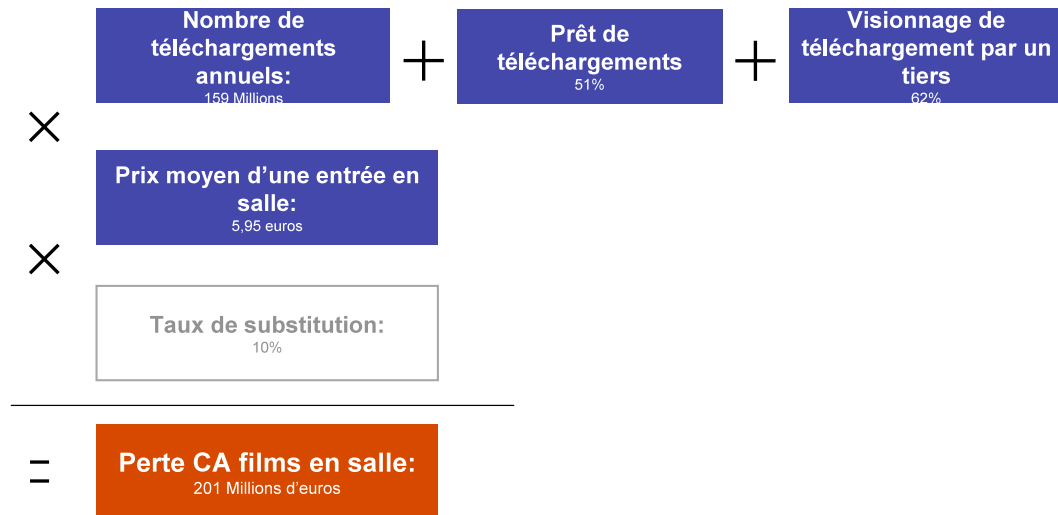 Nombre de
téléchargements
annuels:
159 Millions
+
Prêt de
téléchargements
51%
+
Visionnage de
téléchargement par un
tiers
62%
×
Prix moyen d'une entrée en
salle:
5,95 euros
×
Taux de substitution:
10%
=
Perte CA films en salle:
201 Millions d'euros